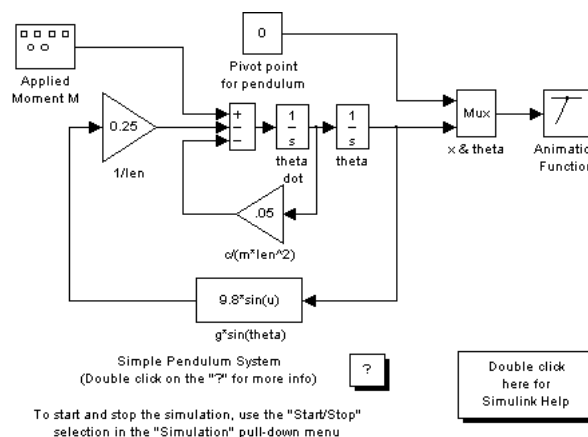 0
Applied
Moment M
Pivot point
for pendulum
0.25
1/len
+
−
−
1
s
theta
dot
1
s
theta
Mux
x & theta
Animatic
Function
.05
c/(m*len^2)
9.8*sin(u)
g*sin(theta)
Simple Pendulum System
(Double click on the "?" for more info)
?
Double click
here for
Simulink Help
To start and stop the simulation, use the "Start/Stop"
selection in the "Simulation" pull-down menu